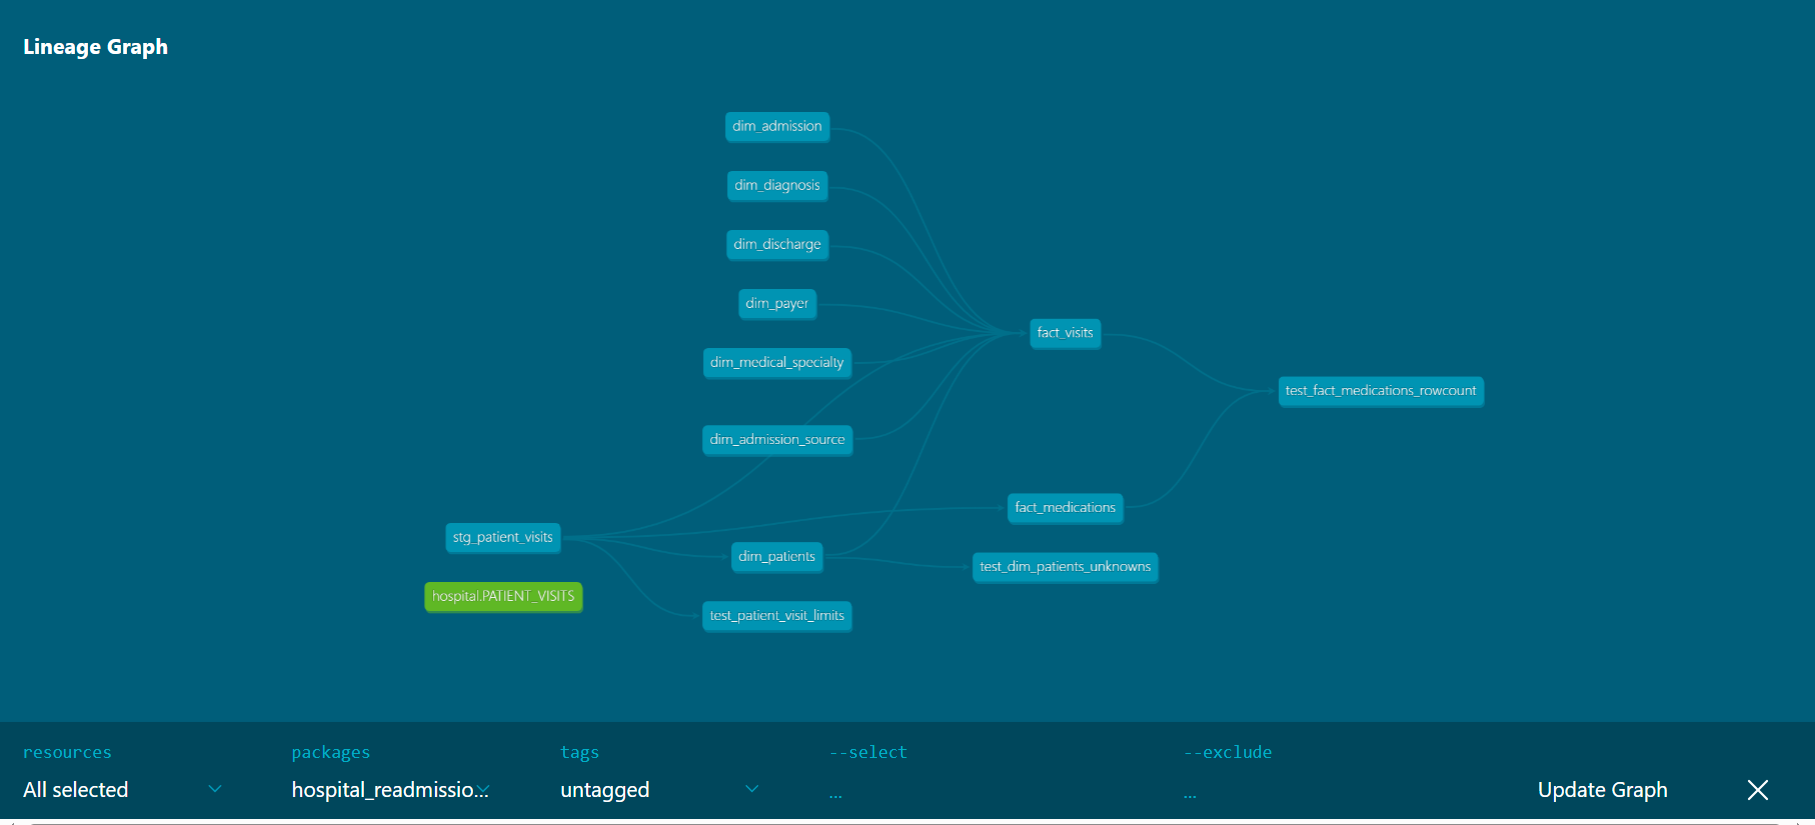 Lineage Graph
dim_admission
dim_diagnosis
dim_discharge
dim_payer
fact_visits
dim_medical_specialty
test_fact_medications_rowcount
dim_admission_source
fact_medications
stg_patient_visits
dim_patients
test_dim_patients_unknowns
hospital.PATIENT_VISITS
test_patient_visit_limits
resources
packages
tags
--select
--exclude
All selected
hospital_readmissio...
untagged
...
...
Update Graph